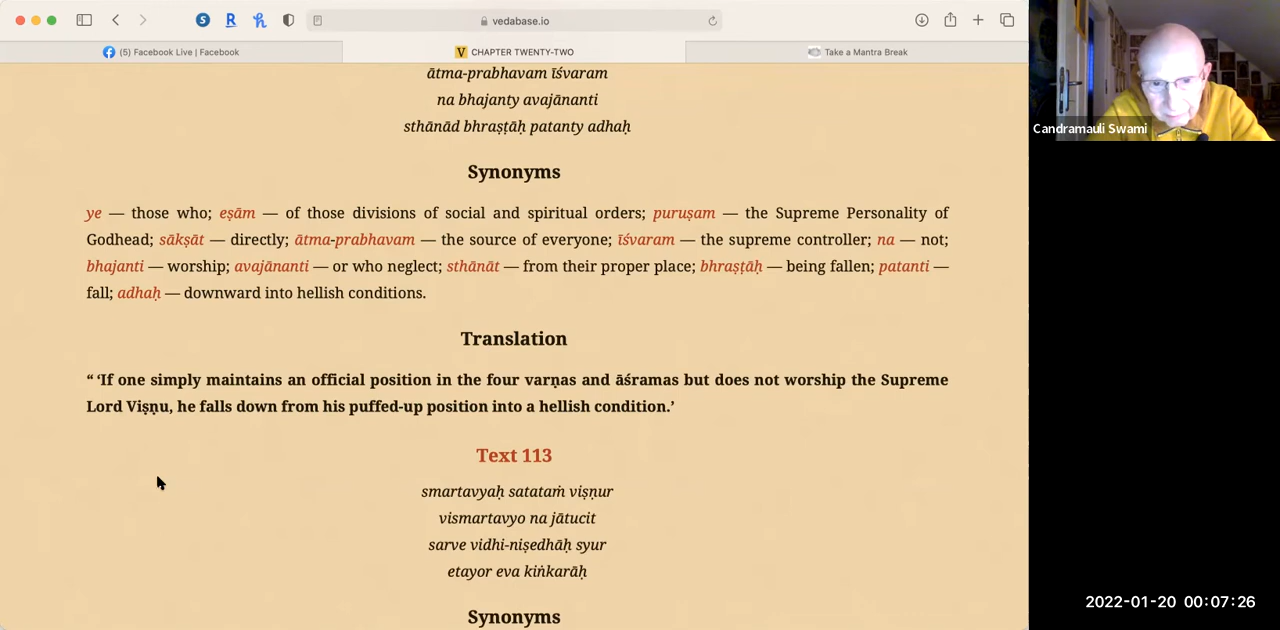 vedabase.io
(5) Facebook Live | Facebook
CHAPTER TWENTY-TWO
Take a Mantra Break
ātma-prabhavam īśvaram
na bhajanty avajānanti
sthānād bhraṣṭāḥ patanty adhaḥ
Synonyms
ye — those who; eṣām — of those divisions of social and spiritual orders; puruṣam — the Supreme Personality of
Godhead; sākṣāt — directly; ātma-prabhavam — the source of everyone; īśvaram — the supreme controller; na — not;
bhajanti — worship; avajānanti — or who neglect; sthānāt — from their proper place; bhraṣṭāḥ — being fallen; patanti —
fall; adhaḥ — downward into hellish conditions.
Translation
“ ‘If one simply maintains an official position in the four varṇas and āśramas but does not worship the Supreme
Lord Viṣṇu, he falls down from his puffed-up position into a hellish condition.’
Text 113
smartavyaḥ satataṁ viṣṇur
vismartavyo na jātucit
sarve vidhi-niṣedhāḥ syur
etayor eva kiṅkarāḥ
Synonyms
Candramauli Swami
2022-01-20 00:07:26